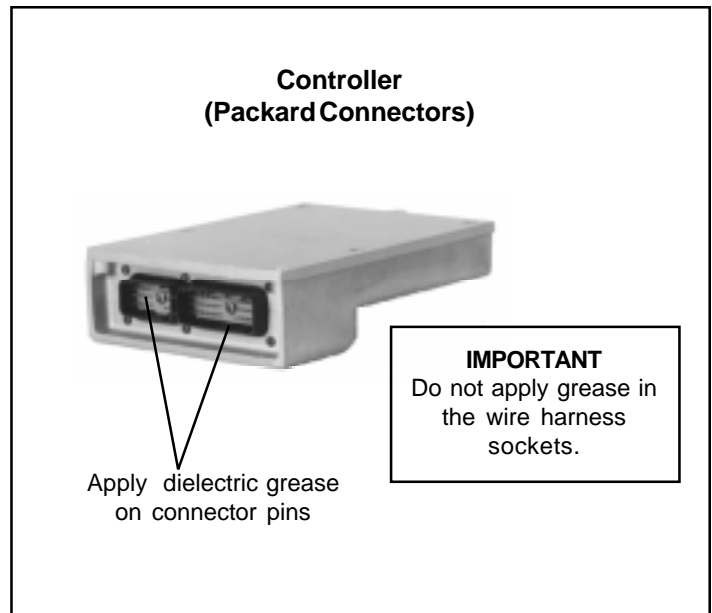 Controller
(Packard Connectors)
IMPORTANT
Do not apply grease in
the wire harness
sockets.
Apply dielectric grease
on connector pins